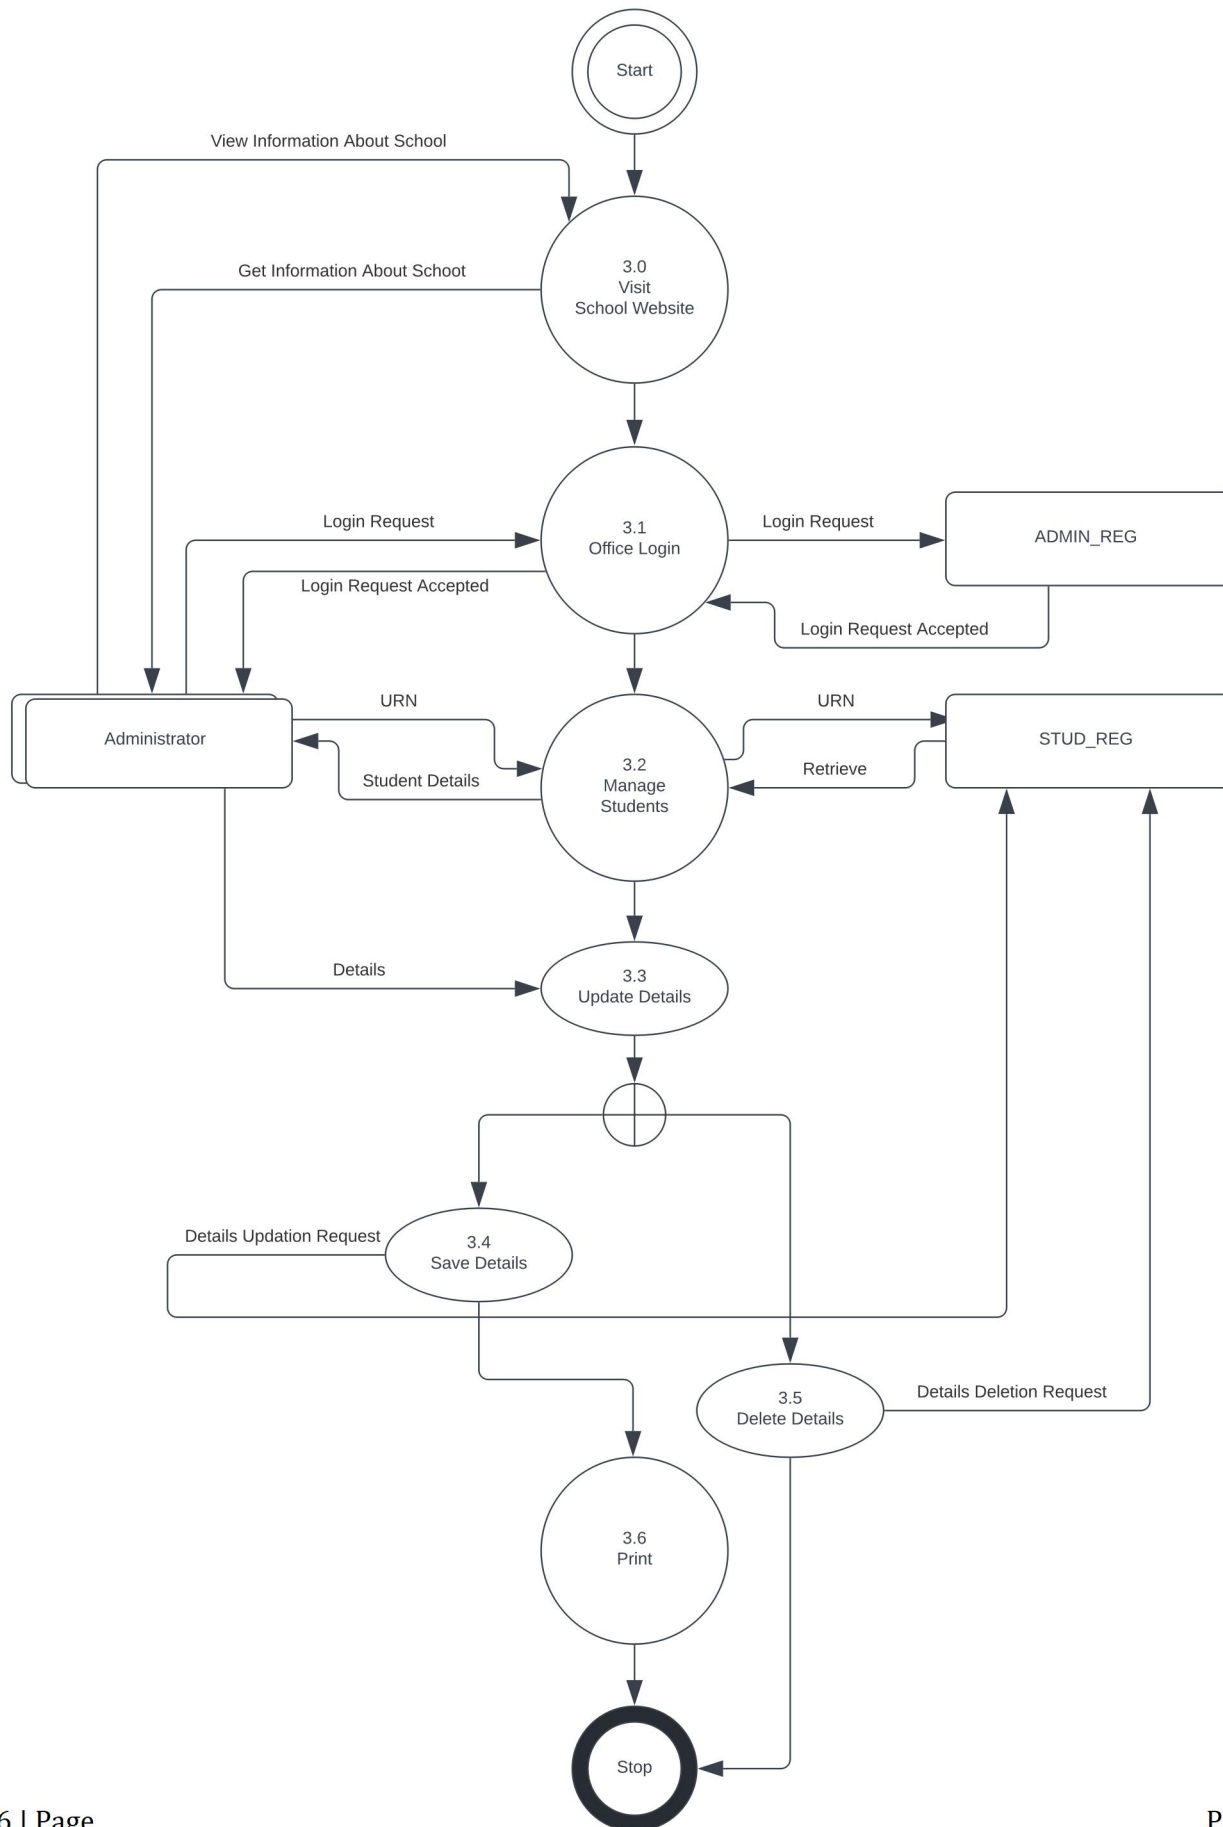 Start
View Information About School
Get Information About Schoot
3.0
Visit
School Website
Login Request
3.1
Office Login
Login Request
ADMIN_REG
Login Request Accepted
Login Request Accepted
Administrator
URN
Student Details
3.2
Manage
Students
URN
Retrieve
STUD_REG
Details
3.3
Update Details
Details Updation Request
3.4
Save Details
3.5
Delete Details
Details Deletion Request
3.6
Print
Stop
6 | Page
P